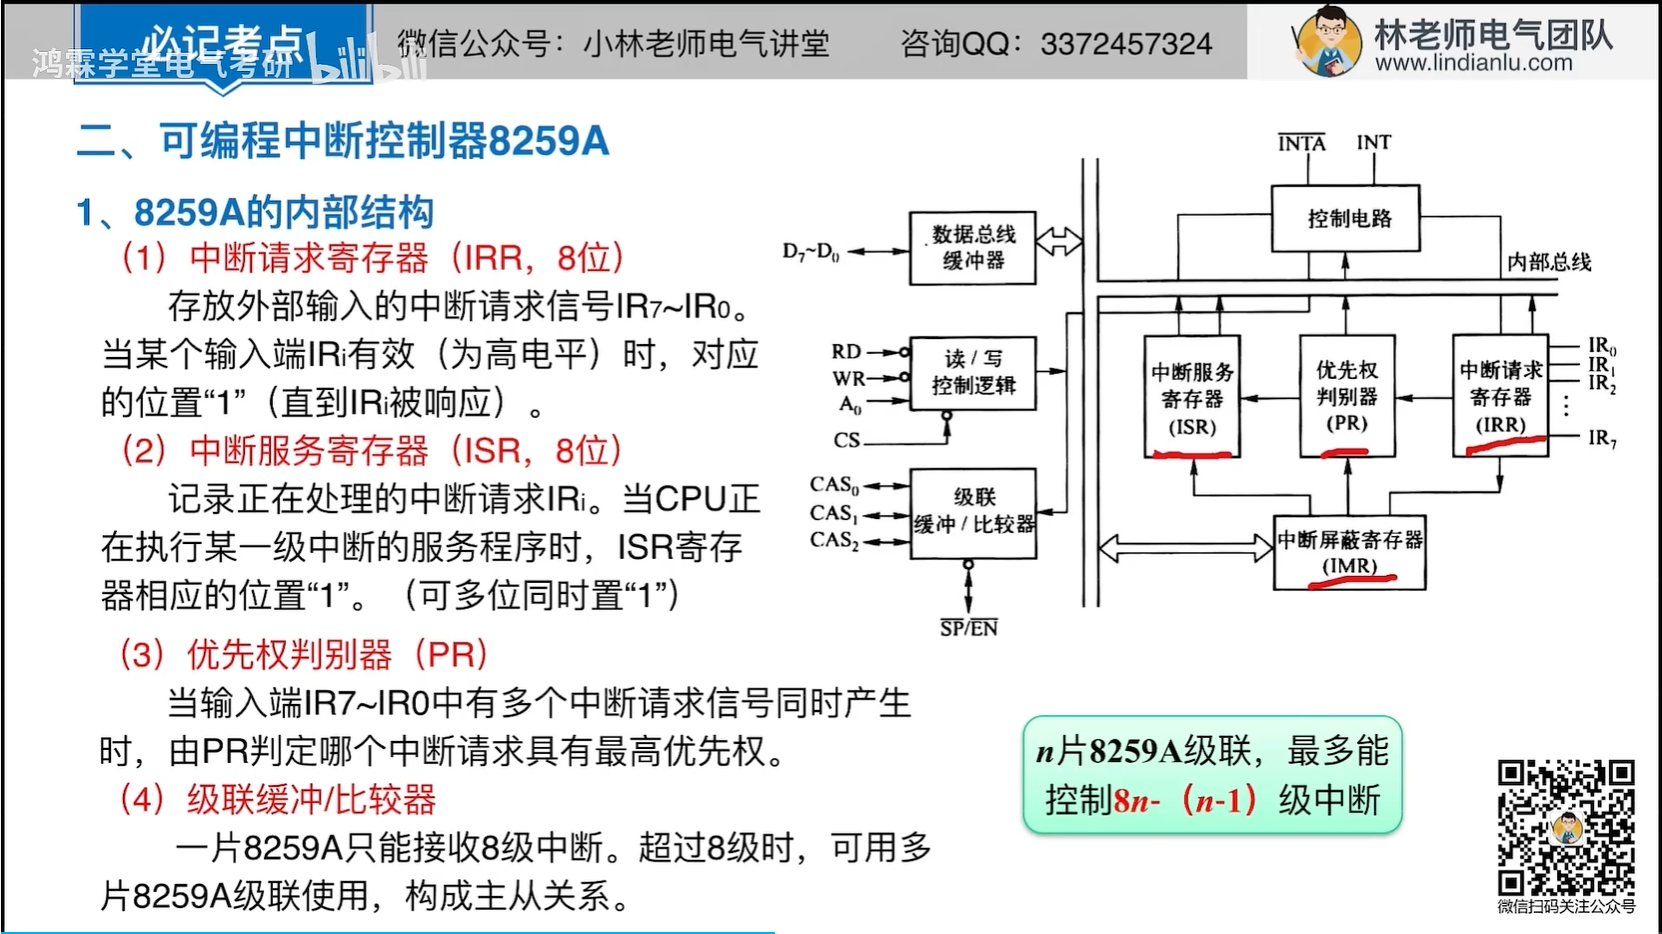 必记考点
鸿霖学堂电气考研 bilibili
微信公众号：小林老师电气讲堂 咨询QQ：3372457324
林老师电气团队
www.lindianlu.com
二、可编程中断控制器8259A
1、8259A的内部结构
（1）中断请求寄存器（IRR，8位）
存放外部输入的中断请求信号IR7~IR0。
当某个输入端IRi有效（为高电平）时，对应
的位置“1”（直到IRi被响应）。
（2）中断服务寄存器（ISR，8位）
记录正在处理的中断请求IRi。当CPU正
在执行某一级中断的服务程序时，ISR寄存
器相应的位置“1”。（可多位同时置“1”）
（3）优先权判别器（PR）
当输入端IR7~IR0中有多个中断请求信号同时产生
时，由PR判定哪个中断请求具有最高优先权。
（4）级联缓冲/比较器
一片8259A只能接收8级中断。超过8级时，可用多
片8259A级联使用，构成主从关系。
INTA INT
控制电路
内部总线
D7~D0
数据总线
缓冲器
RD
WR
A0
CS
读/写
控制逻辑
CAS0
CAS1
CAS2
级联
缓冲/比较器
SP/EN
中断服务
寄存器
(ISR)
优先权
判别器
(PR)
中断请求
寄存器
(IRR)
IR0
IR1
IR2
⋮
IR7
中断屏蔽寄存器
(IMR)
n片8259A级联，最多能
控制8n-（n-1）级中断
微信扫码关注公众号